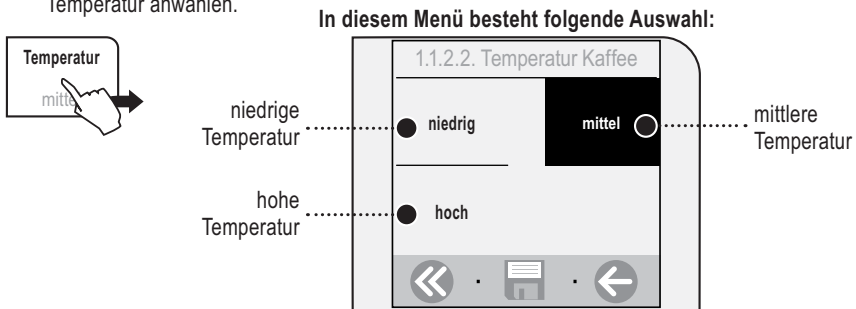 Temperatur anwählen.
In diesem Menü besteht folgende Auswahl:
Temperatur
1.1.2.2. Temperatur Kaffee
niedrige
Temperatur
niedrig
mittel
mittlere
Temperatur
hohe
Temperatur
hoch